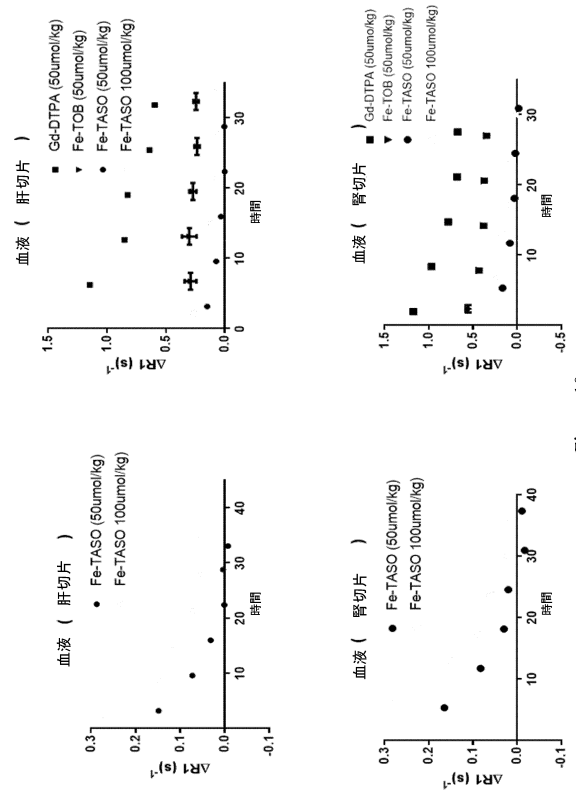 血液 ( 肝切片 )
Fe-TASO (50umol/kg)
Fe-TASO 100umol/kg)
ΔR1 (s)⁻¹
0.3
0.2
0.1
0.0
-0.1
10
20
30
40
時間
血液 ( 肝切片 )
Gd-DTPA (50umol/kg)
Fe-TOB (50umol/kg)
Fe-TASO (50umol/kg)
Fe-TASO 100umol/kg)
ΔR1 (s)⁻¹
1.5
1.0
0.5
0.0
0
10
20
30
時間
血液 ( 腎切片 )
Fe-TASO (50umol/kg)
Fe-TASO 100umol/kg)
ΔR1 (s)⁻¹
0.3
0.2
0.1
-0.0
-0.1
10
20
30
40
時間
血液 ( 腎切片 )
Gd-DTPA (50umol/kg)
Fe-TOB (50umol/kg)
Fe-TASO (50umol/kg)
Fe-TASO 100umol/kg)
ΔR1 (s)⁻¹
1.5
1.0
0.5
0.0
-0.5
10
20
30
時間